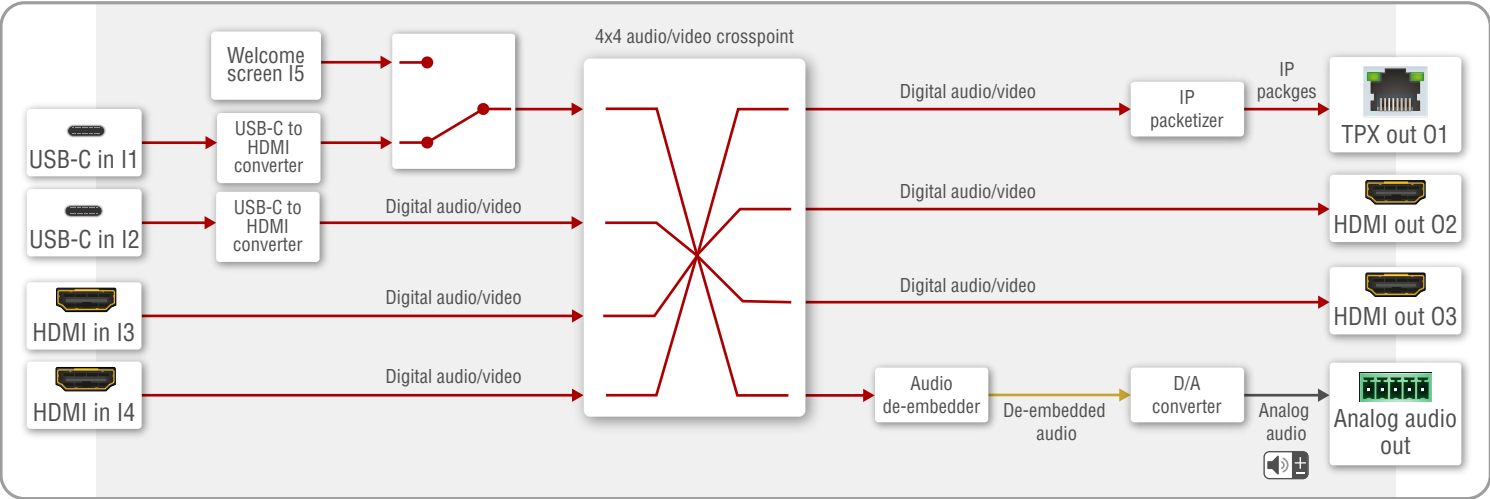 4x4 audio/video crosspoint
Welcome
screen I5
USB-C in I1
USB-C to
HDMI
converter
USB-C in I2
USB-C to
HDMI
converter
Digital audio/video
HDMI in I3
Digital audio/video
HDMI in I4
Digital audio/video
Digital audio/video
IP
packetizer
IP
packges
TPX out O1
Digital audio/video
HDMI out O2
Digital audio/video
HDMI out O3
Audio
de-embedder
De-embedded
audio
D/A
converter
Analog
audio
Analog audio
out